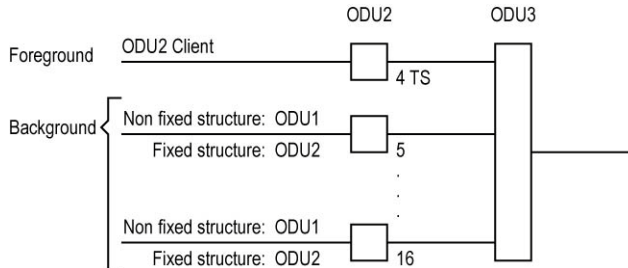 ODU2 ODU3
Foreground ODU2 Client
4 TS
Background Non fixed structure: ODU1
Fixed structure: ODU2 5
.
.
.
Non fixed structure: ODU1
Fixed structure: ODU2 16